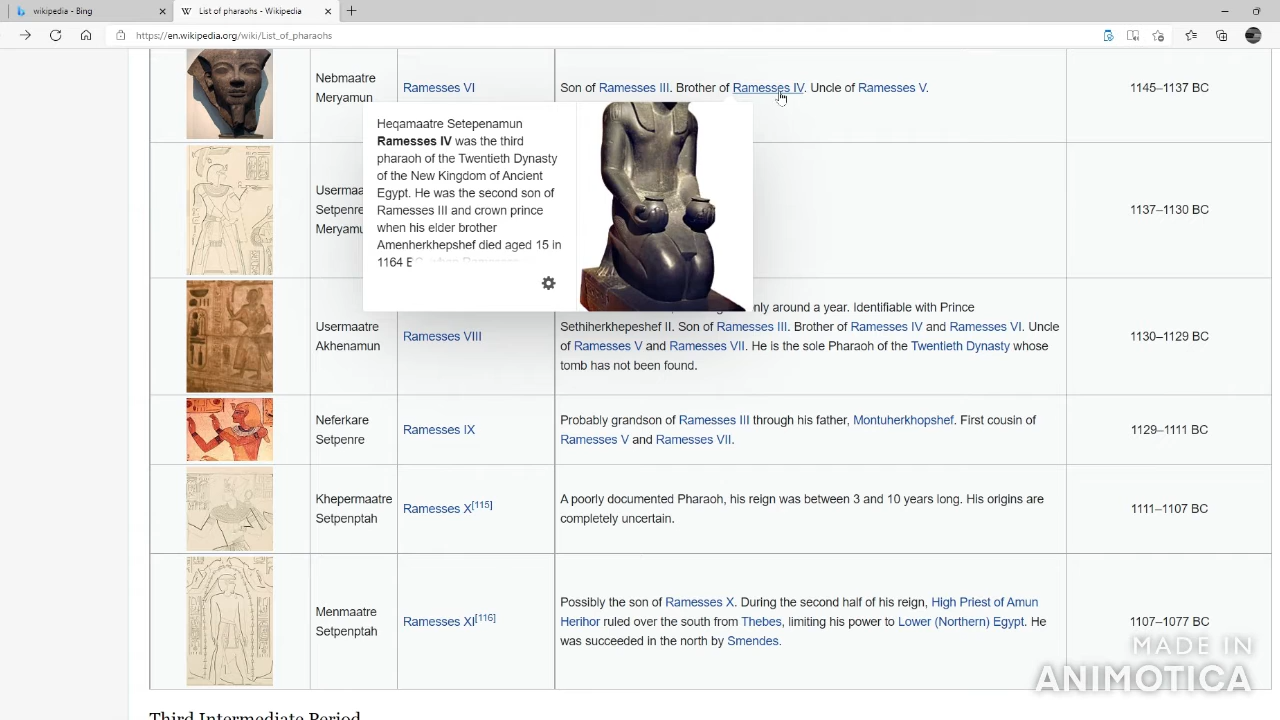 wikipedia - Bing
List of pharaohs - Wikipedia
https://en.wikipedia.org/wiki/List_of_pharaohs
Nebmaatre
Meryamun
Ramesses VI
Son of Ramesses III. Brother of Ramesses IV. Uncle of Ramesses V.
1145–1137 BC
Heqamaatre Setepenamun
Ramesses IV was the third
pharaoh of the Twentieth Dynasty
of the New Kingdom of Ancient
Egypt. He was the second son of
Ramesses III and crown prince
when his elder brother
Amenherkhepshef died aged 15 in
1164 BC, when Ramesses
Userma
Setpenre
Meryamu
1137–1130 BC
Usermaatre
Akhenamun
Ramesses VIII
only around a year. Identifiable with Prince
Sethiherkhepeshef II. Son of Ramesses III. Brother of Ramesses IV and Ramesses VI. Uncle
of Ramesses V and Ramesses VII. He is the sole Pharaoh of the Twentieth Dynasty whose
tomb has not been found.
1130–1129 BC
Neferkare
Setpenre
Ramesses IX
Probably grandson of Ramesses III through his father, Montuherkhopshef. First cousin of
Ramesses V and Ramesses VII.
1129–1111 BC
Khepermaatre
Setpenptah
Ramesses X[115]
A poorly documented Pharaoh, his reign was between 3 and 10 years long. His origins are
completely uncertain.
1111–1107 BC
Menmaatre
Setpenptah
Ramesses XI[116]
Possibly the son of Ramesses X. During the second half of his reign, High Priest of Amun
Herihor ruled over the south from Thebes, limiting his power to Lower (Northern) Egypt. He
was succeeded in the north by Smendes.
1107–1077 BC
Third Intermediate Period
MADE IN
ANIMOTICA